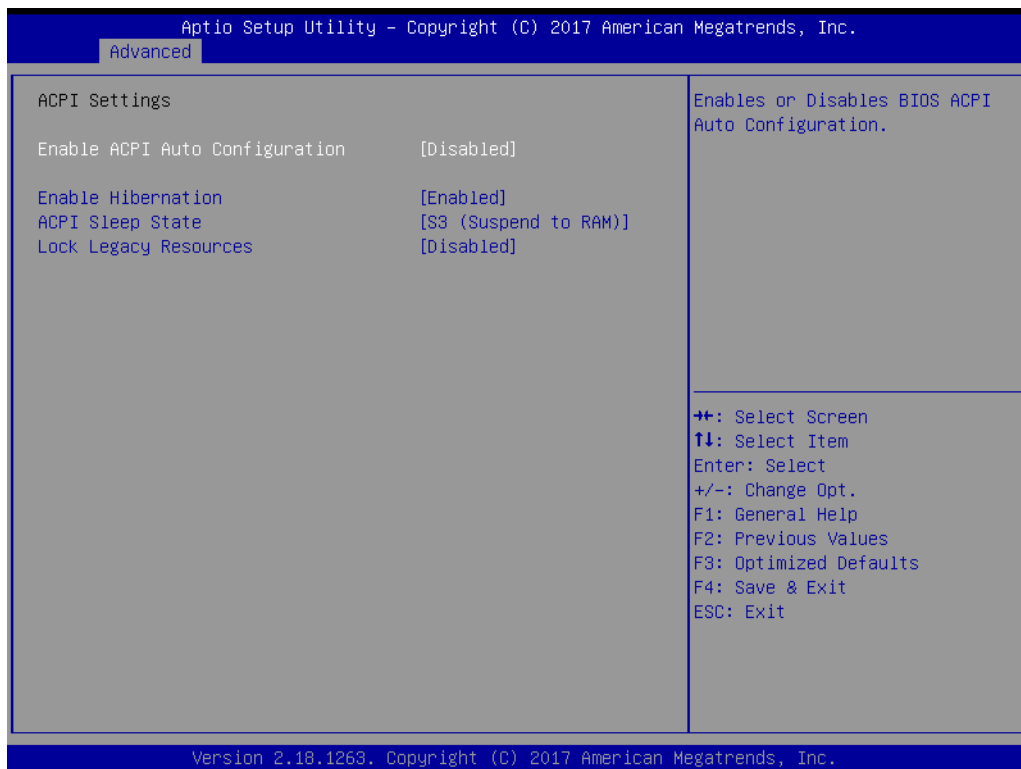 Aptio Setup Utility – Copyright (C) 2017 American Megatrends, Inc.
Advanced
ACPI Settings
Enable ACPI Auto Configuration [Disabled]
Enable Hibernation [Enabled]
ACPI Sleep State [S3 (Suspend to RAM)]
Lock Legacy Resources [Disabled]
Enables or Disables BIOS ACPI
Auto Configuration.
→←: Select Screen
↑↓: Select Item
Enter: Select
+/-: Change Opt.
F1: General Help
F2: Previous Values
F3: Optimized Defaults
F4: Save & Exit
ESC: Exit
Version 2.18.1263. Copyright (C) 2017 American Megatrends, Inc.